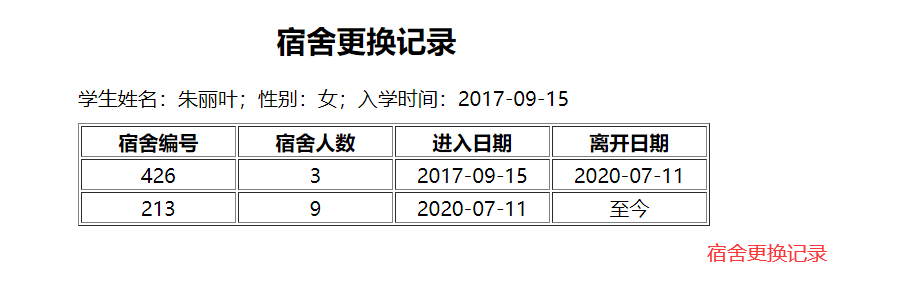 宿舍更换记录
学生姓名：朱丽叶；性别：女；入学时间：2017-09-15
宿舍编号 宿舍人数 进入日期 离开日期
426 3 2017-09-15 2020-07-11
213 9 2020-07-11 至今
宿舍更换记录